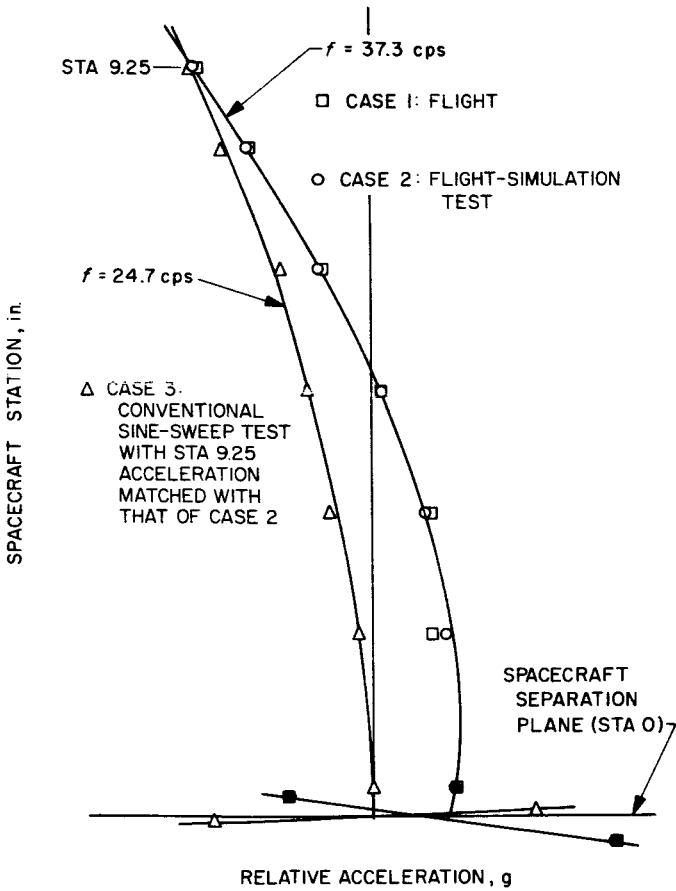 f = 37.3 cps
STA 9.25
CASE 1: FLIGHT
CASE 2: FLIGHT-SIMULATION
TEST
f = 24.7 cps
CASE 3:
CONVENTIONAL
SINE-SWEEP TEST
WITH STA 9.25
ACCELERATION
MATCHED WITH
THAT OF CASE 2
SPACECRAFT STATION, in.
SPACECRAFT
SEPARATION
PLANE (STA 0)
RELATIVE ACCELERATION, g